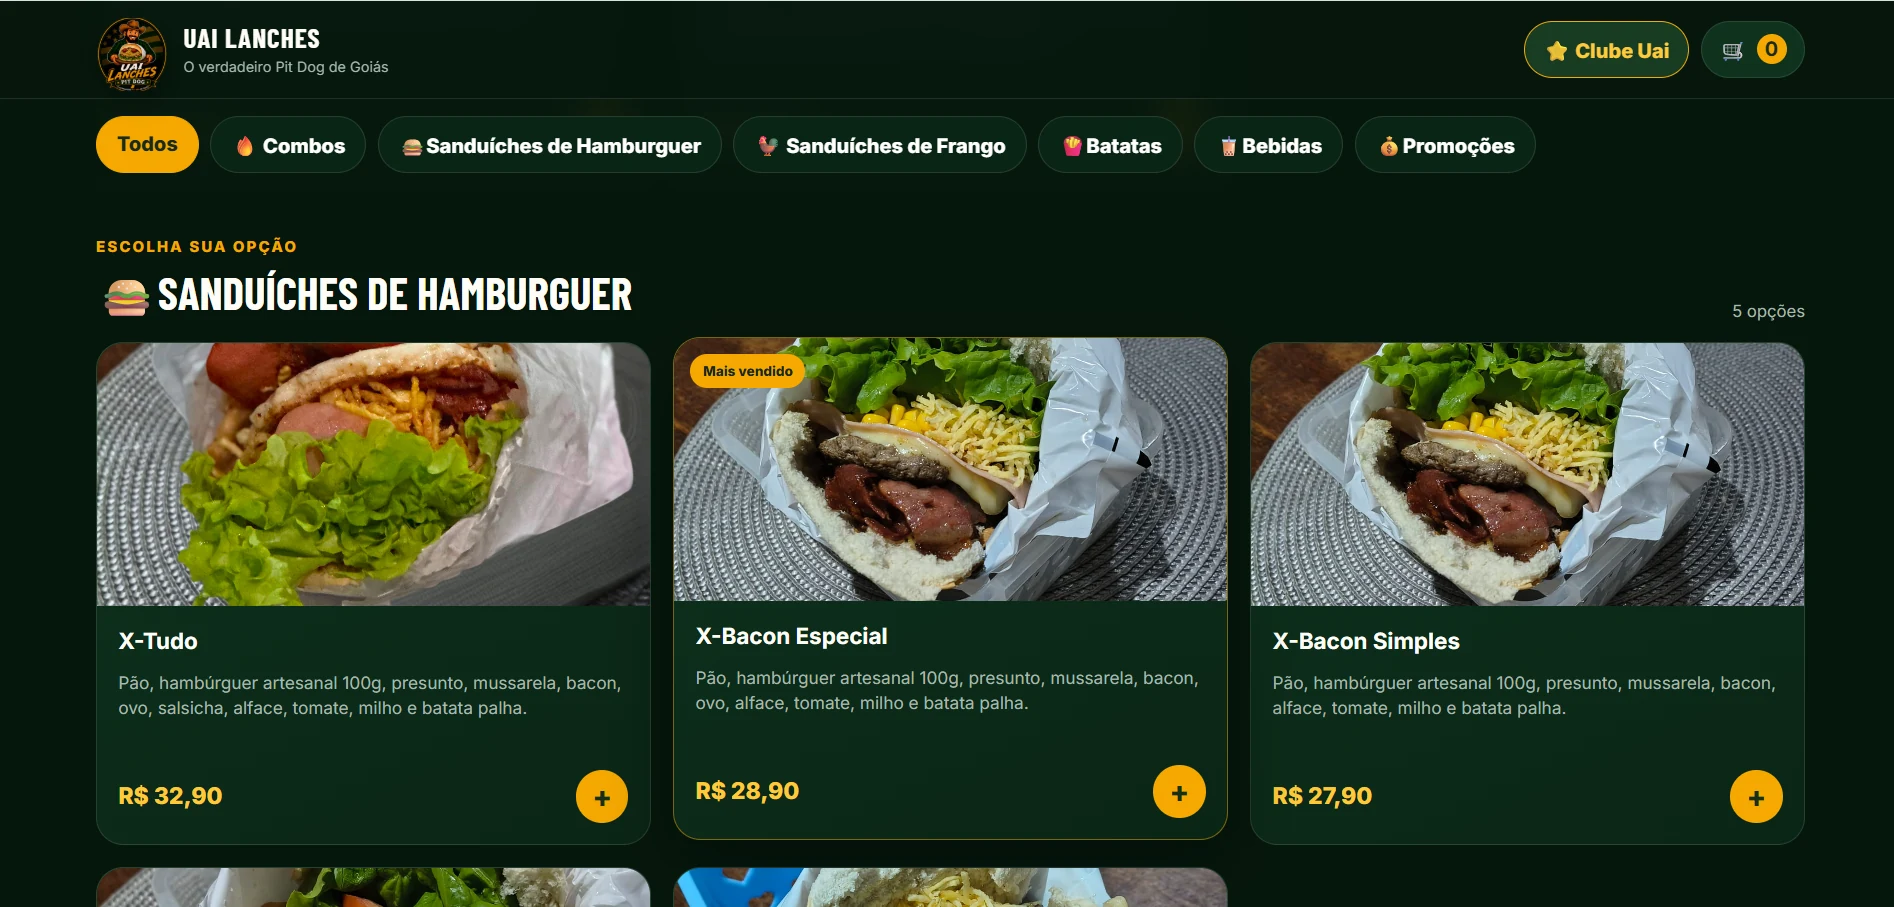 UAI LANCHES
O verdadeiro Pit Dog de Goiás
UAI
LANCHES
PIT DOG
Clube Uai
0
Todos
Combos
Sanduíches de Hamburguer
Sanduíches de Frango
Batatas
Bebidas
Promoções
ESCOLHA SUA OPÇÃO
SANDUÍCHES DE HAMBURGUER
5 opções
Mais vendido
X-Tudo
Pão, hambúrguer artesanal 100g, presunto, mussarela, bacon,
ovo, salsicha, alface, tomate, milho e batata palha.
R$ 32,90
+
X-Bacon Especial
Pão, hambúrguer artesanal 100g, presunto, mussarela, bacon,
ovo, alface, tomate, milho e batata palha.
R$ 28,90
+
X-Bacon Simples
Pão, hambúrguer artesanal 100g, presunto, mussarela, bacon,
alface, tomate, milho e batata palha.
R$ 27,90
+